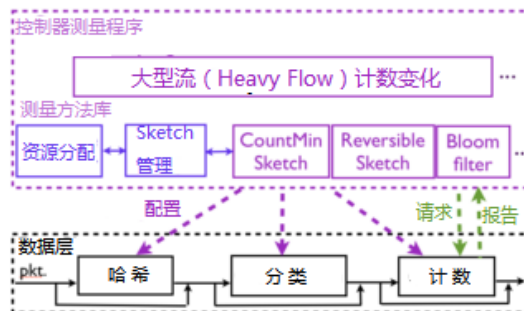 控制器测量程序
大型流（Heavy Flow）计数变化
...
测量方法库
资源分配
Sketch
管理
CountMin
Sketch
Reversible
Sketch
Bloom
filter
...
配置
请求
报告
数据层
pkt.
哈希
分类
计数